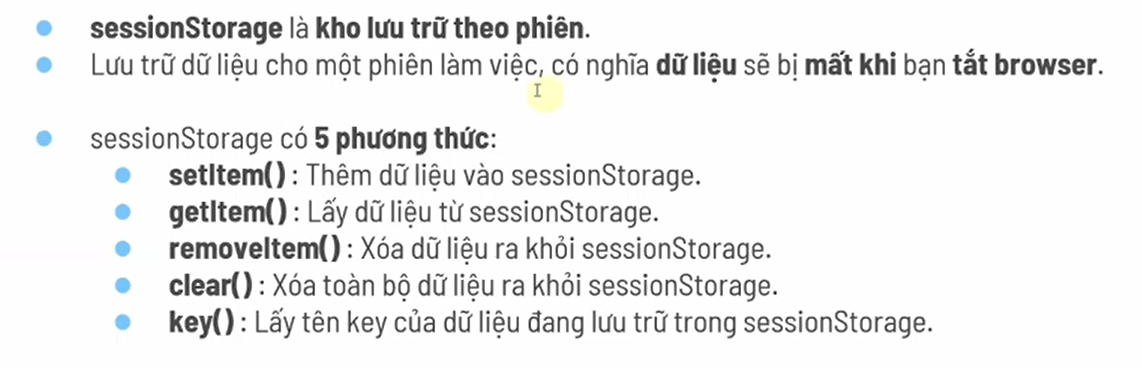 sessionStorage là kho lưu trữ theo phiên.
Lưu trữ dữ liệu cho một phiên làm việc, có nghĩa dữ liệu sẽ bị mất khi bạn tắt browser.
sessionStorage có 5 phương thức:
setItem() : Thêm dữ liệu vào sessionStorage.
getItem() : Lấy dữ liệu từ sessionStorage.
removeItem() : Xóa dữ liệu ra khỏi sessionStorage.
clear() : Xóa toàn bộ dữ liệu ra khỏi sessionStorage.
key() : Lấy tên key của dữ liệu đang lưu trữ trong sessionStorage.